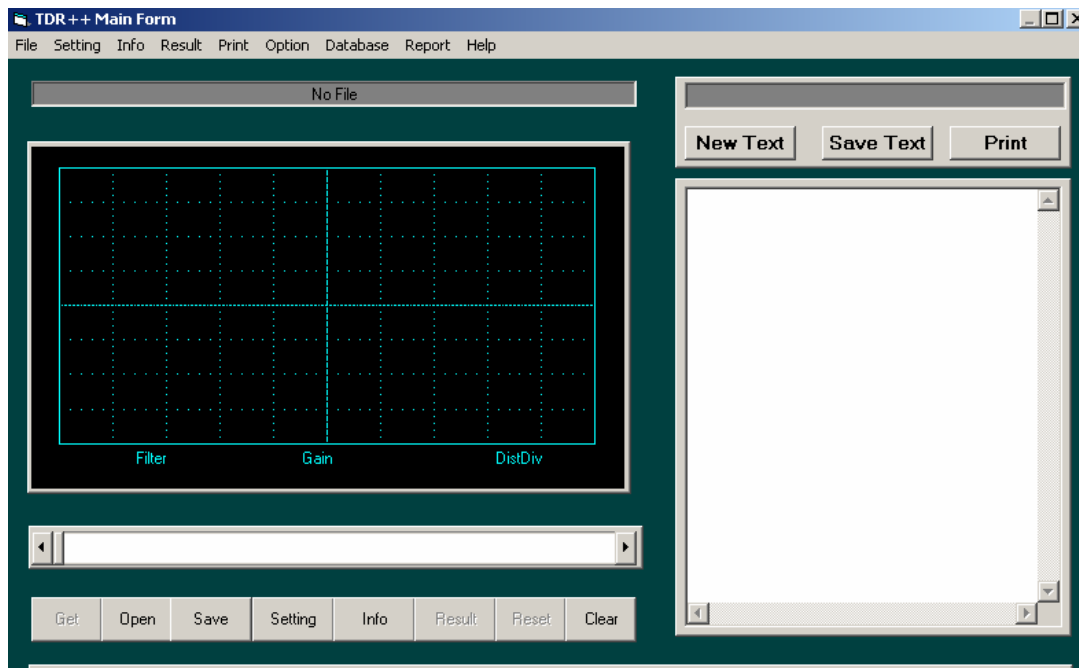 TDR++ Main Form
File Setting Info Result Print Option Database Report Help
No File
New Text Save Text Print
Filter Gain DistDiv
Get Open Save Setting Info Result Reset Clear